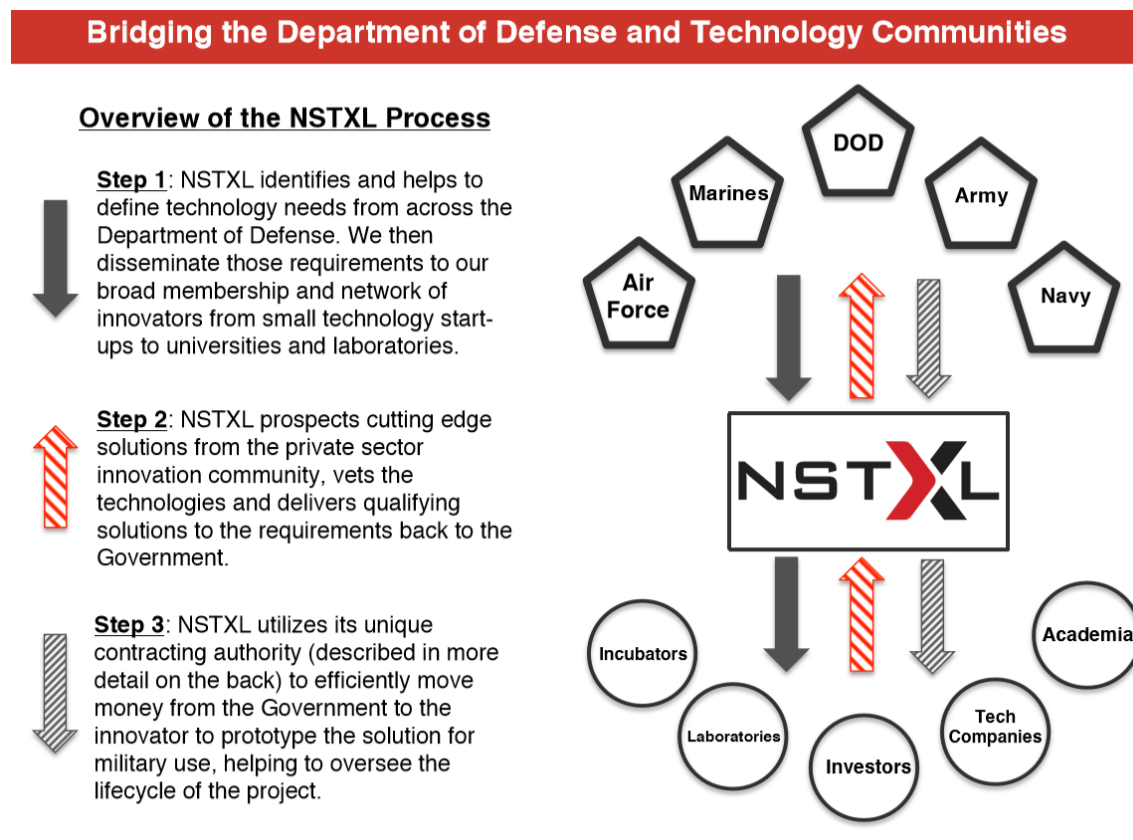 Bridging the Department of Defense and Technology Communities
Overview of the NSTXL Process
Step 1: NSTXL identifies and helps to
define technology needs from across the
Department of Defense. We then
disseminate those requirements to our
broad membership and network of
innovators from small technology start-
ups to universities and laboratories.
Step 2: NSTXL prospects cutting edge
solutions from the private sector
innovation community, vets the
technologies and delivers qualifying
solutions to the requirements back to the
Government.
Step 3: NSTXL utilizes its unique
contracting authority (described in more
detail on the back) to efficiently move
money from the Government to the
innovator to prototype the solution for
military use, helping to oversee the
lifecycle of the project.
Air
Force
Marines
DOD
Army
Navy
NSTXL
Incubators
Laboratories
Investors
Tech
Companies
Academia